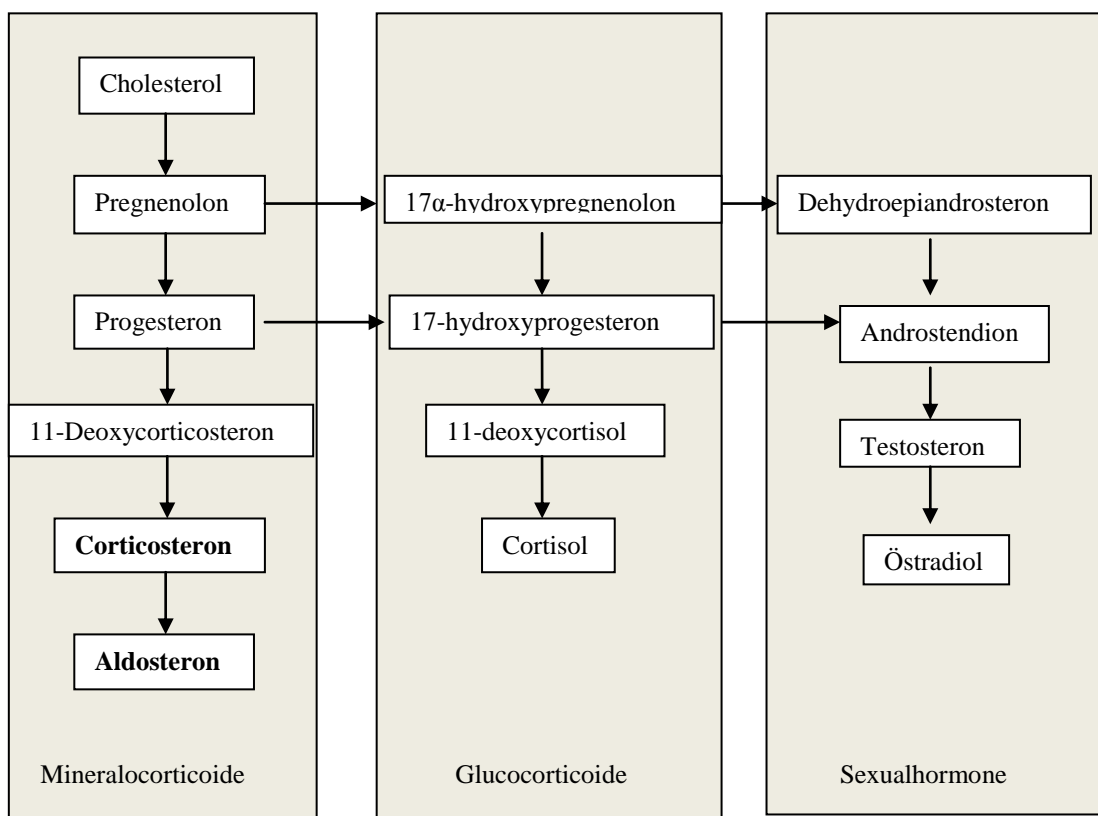 Cholesterol
Pregnenolon
17α-hydroxypregnenolon
Dehydroepiandrosteron
Progesteron
17-hydroxyprogesteron
Androstendion
11-Deoxycorticosteron
11-deoxycortisol
Testosteron
Corticosteron
Cortisol
Östradiol
Aldosteron
Mineralocorticoide
Glucocorticoide
Sexualhormone